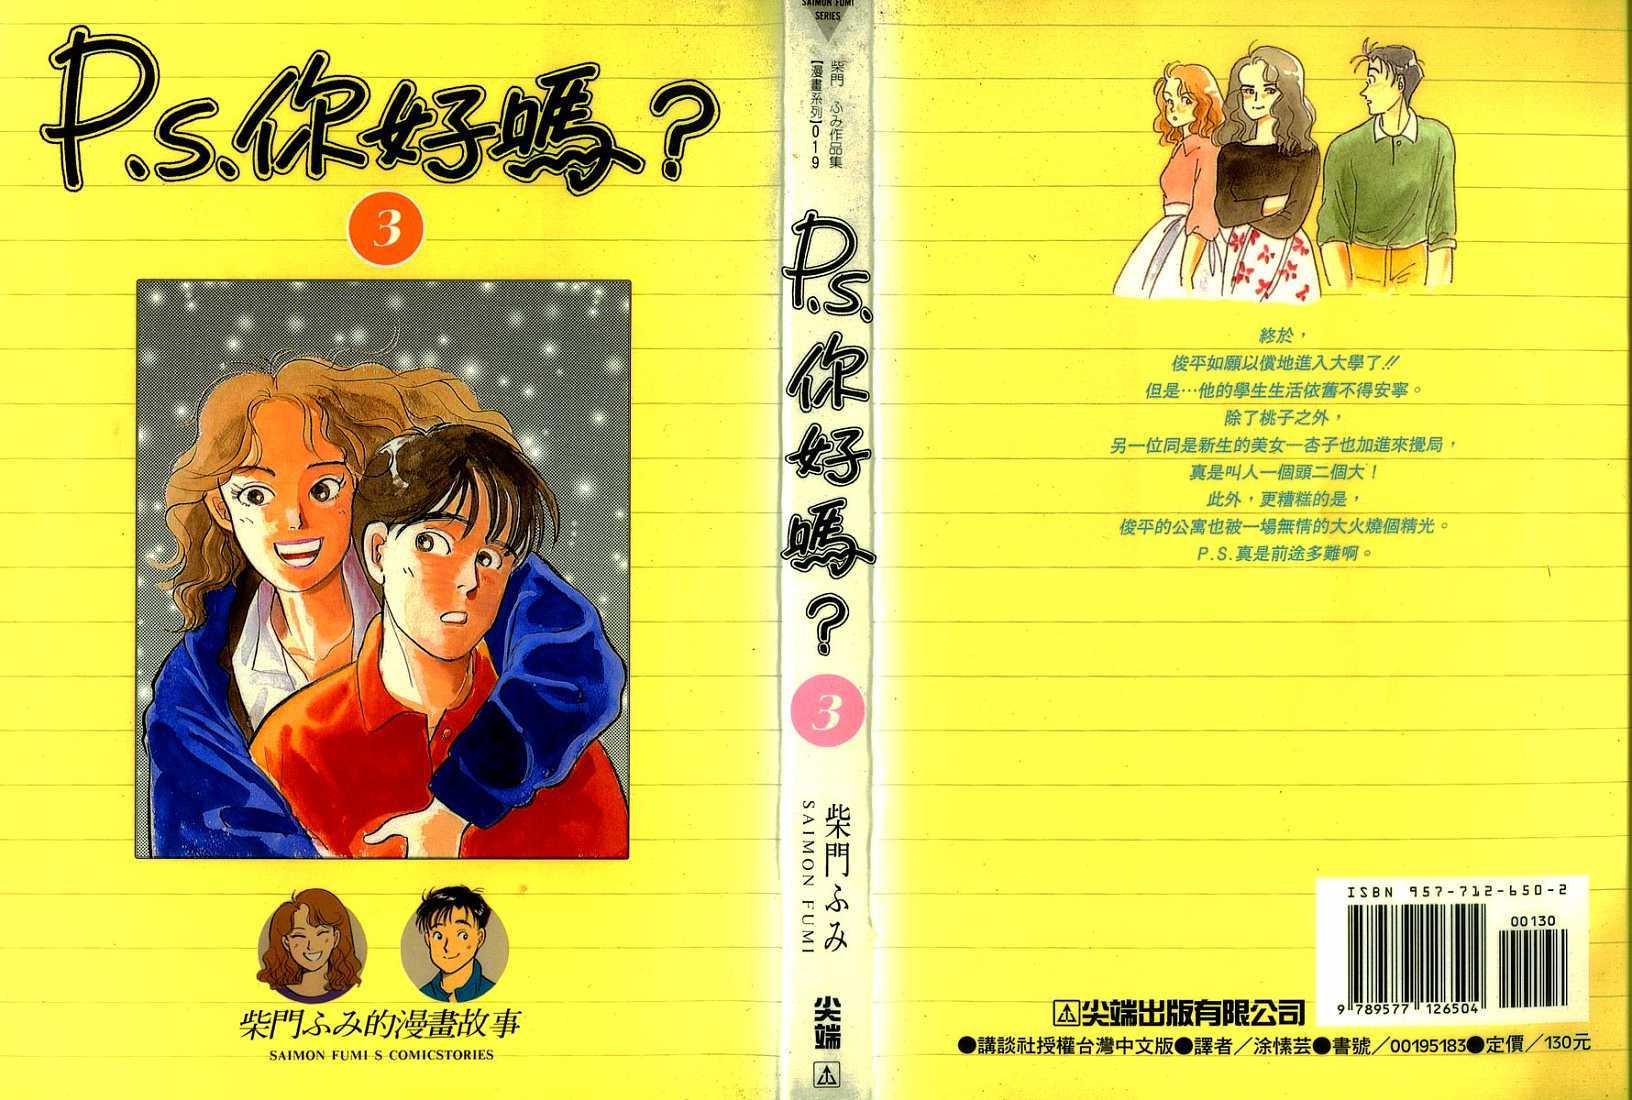 P.S.你好嗎？
3
柴門ふみ的漫畫故事
SAIMON FUMI S COMICSTORIES
SAIMON FUMI
SERIES
柴門ふみ作品集
【漫畫系列】019
P.S.你好嗎？
3
柴門ふみ
SAIMON FUMI
尖端
終於，
俊平如願以償地進入大學了!!
但是…他的學生生活依舊不得安寧。
除了桃子之外，
另一位同是新生的美女—杏子也加進來攪局，
真是叫人一個頭二個大！
此外，更糟糕的是，
俊平的公寓也被一場無情的大火燒個精光。
P.S.真是前途多難啊。
ISBN 957-712-650-2
00130
9 789577 126504
尖端出版有限公司
●講談社授權台灣中文版●譯者／涂愫芸●書號／00195183●定價／130元